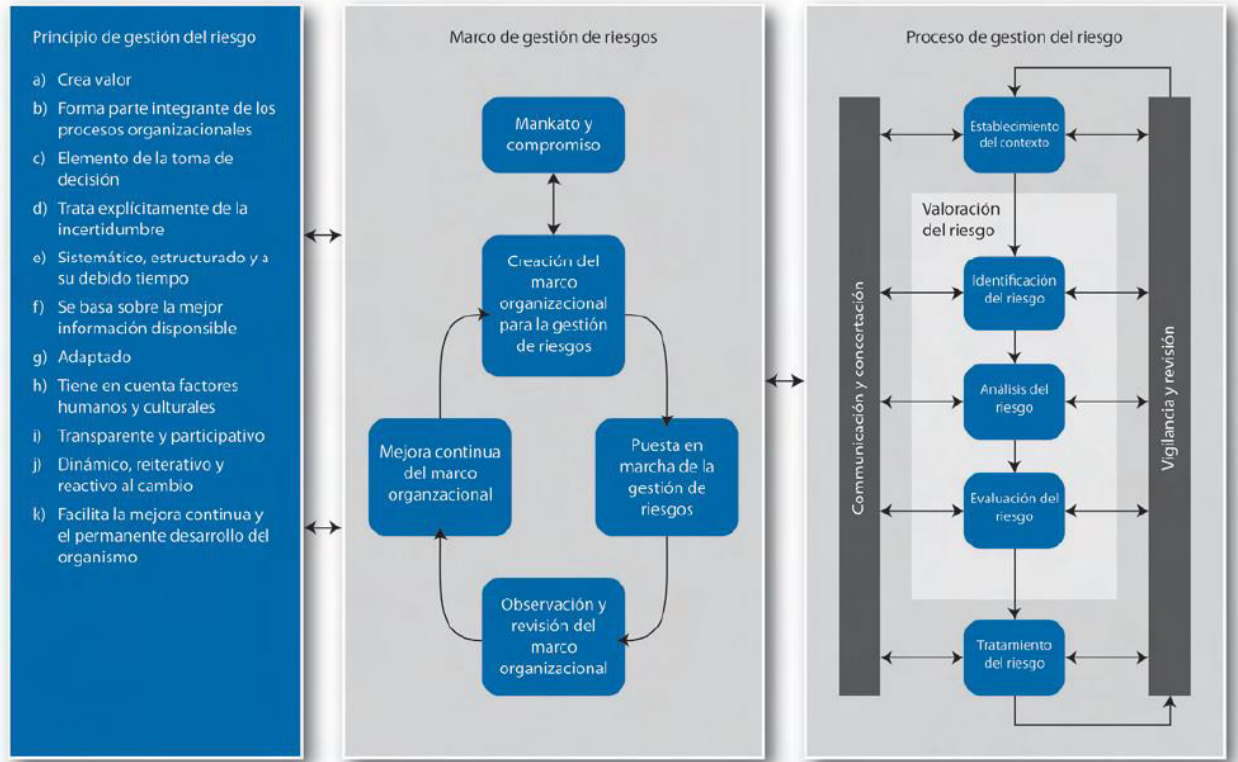 Principio de gestión del riesgo
a) Crea valor
b) Forma parte integrante de los
procesos organizacionales
c) Elemento de la toma de
decisión
d) Trata explícitamente de la
incertidumbre
e) Sistemático, estructurado y a
su debido tiempo
f) Se basa sobre la mejor
información disponible
g) Adaptado
h) Tiene en cuenta factores
humanos y culturales
i) Transparente y participativo
j) Dinámico, reiterativo y
reactivo al cambio
k) Facilita la mejora continua y
el permanente desarrollo del
organismo
Marco de gestión de riesgos
Mankato y
compromiso
Creación del
marco
organizacional
para la gestión
de riesgos
Mejora continua
del marco
organzacional
Puesta en
marcha de la
gestión de
riesgos
Observación y
revisión del
marco
organizacional
Proceso de gestion del riesgo
Establecimiento
del contexto
Valoración
del riesgo
Identificación
del riesgo
Análisis del
riesgo
Evaluación del
riesgo
Tratamiento
del riesgo
Communicación y concertación
Vigilancia y revisión